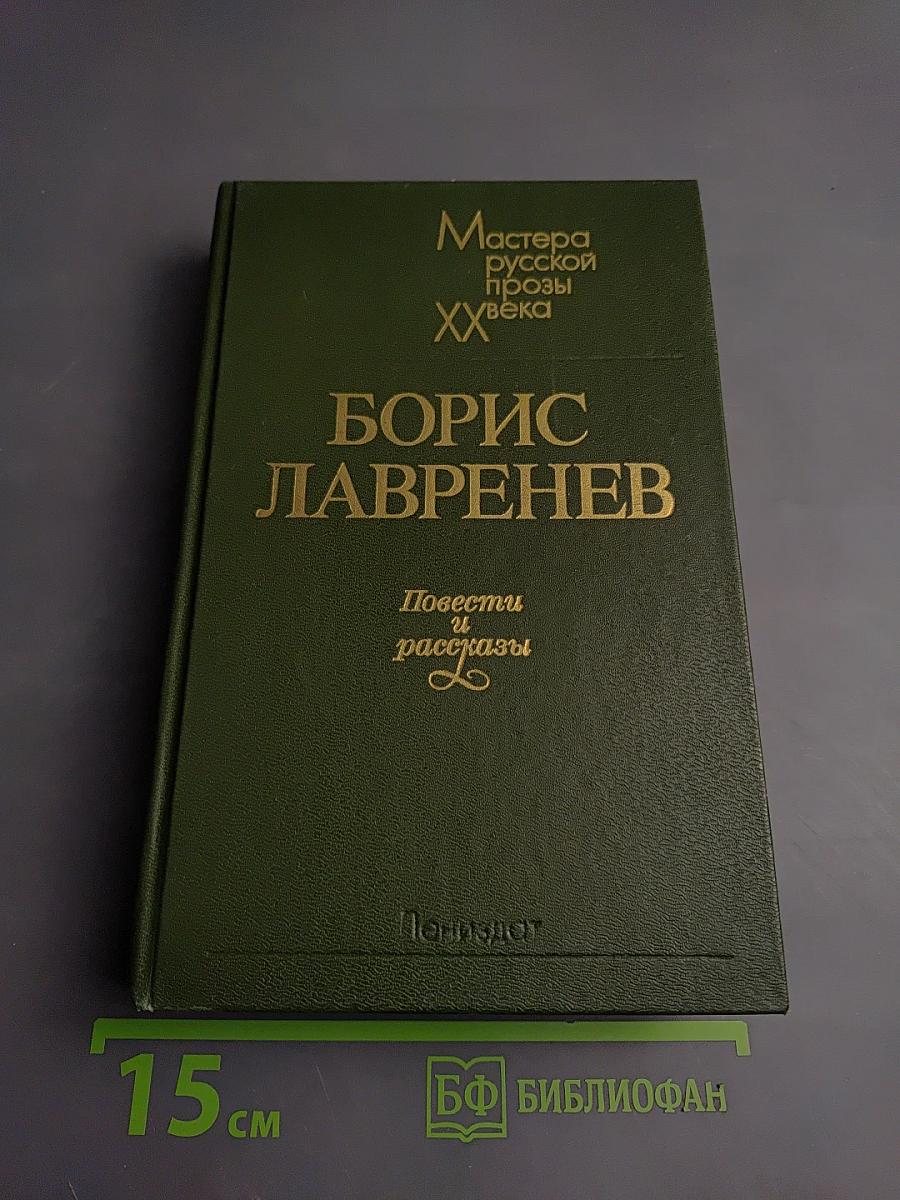 Мастера
русской
прозы
XX века
БОРИС
ЛАВРЕНЕВ
Повести
и
рассказы
Лениздат
15 см
БФ БИБЛИОФАН